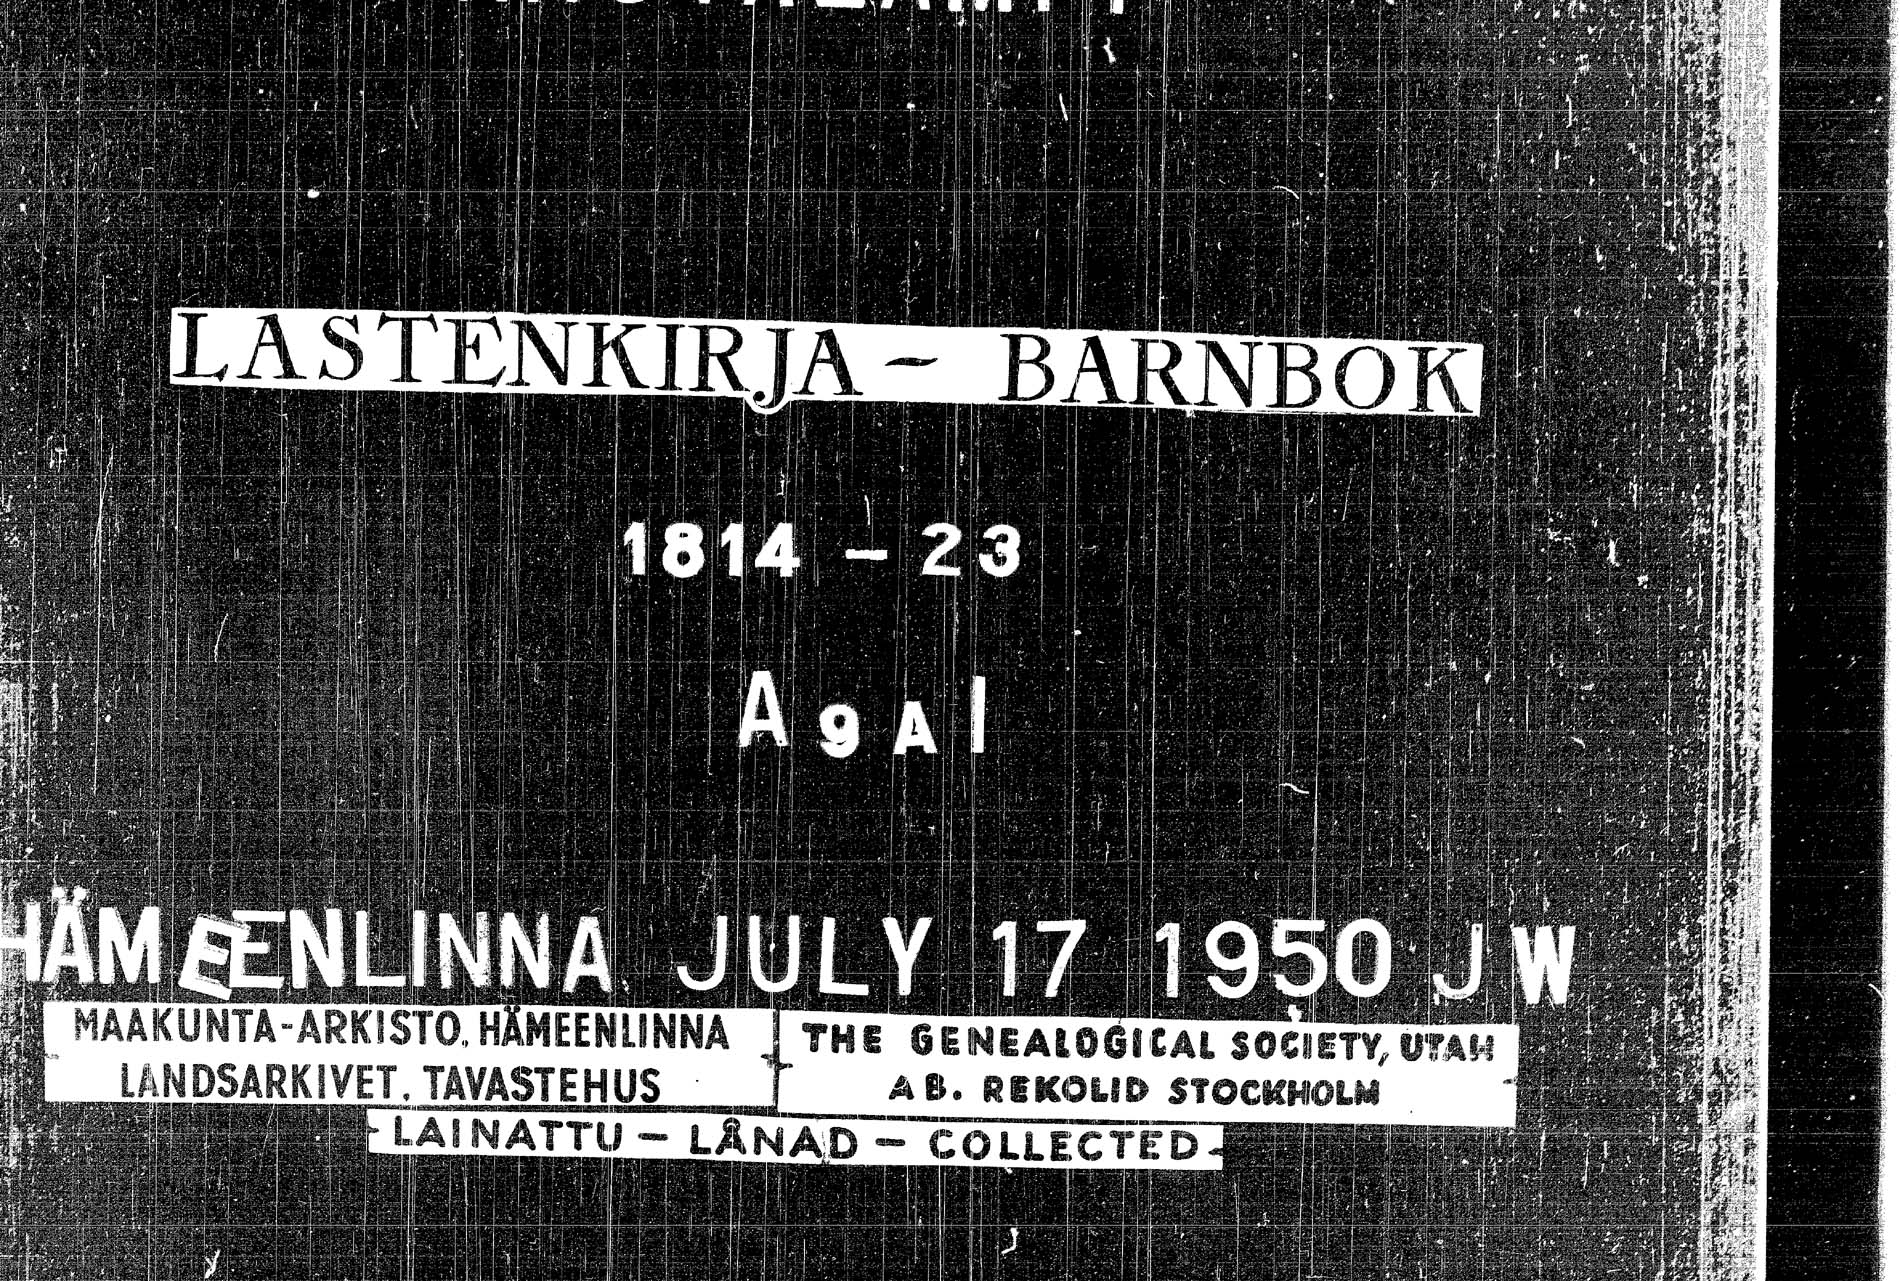 LASTENKIRJA - BARNBOK
1814 - 23
A9AI
HÄMEENLINNA. JULY 17 1950 JW
MAAKUNTA-ARKISTO, HÄMEENLINNA
LANDSARKIVET, TAVASTEHUS
THE GENEALOGICAL SOCIETY, UTAH
AB. REKOLID STOCKHOLM
LAINATTU - LÅNAD - COLLECTED